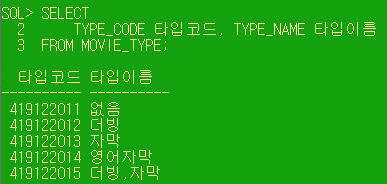 SQL> SELECT
2 TYPE_CODE 타입코드, TYPE_NAME 타입이름
3 FROM MOVIE_TYPE;
타입코드 타입이름
---------- ----------
419122011 없음
419122012 더빙
419122013 자막
419122014 영어자막
419122015 더빙,자막